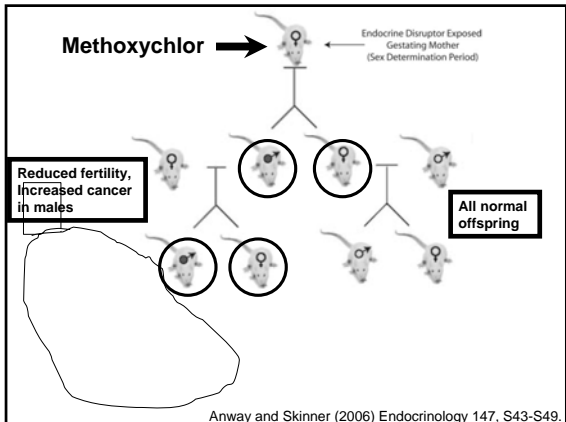 Methoxychlor
Endocrine Disruptor Exposed
Gestating Mother
(Sex Determination Period)
Reduced fertility,
Increased cancer
in males
All normal
offspring
Anway and Skinner (2006) Endocrinology 147, S43-S49.